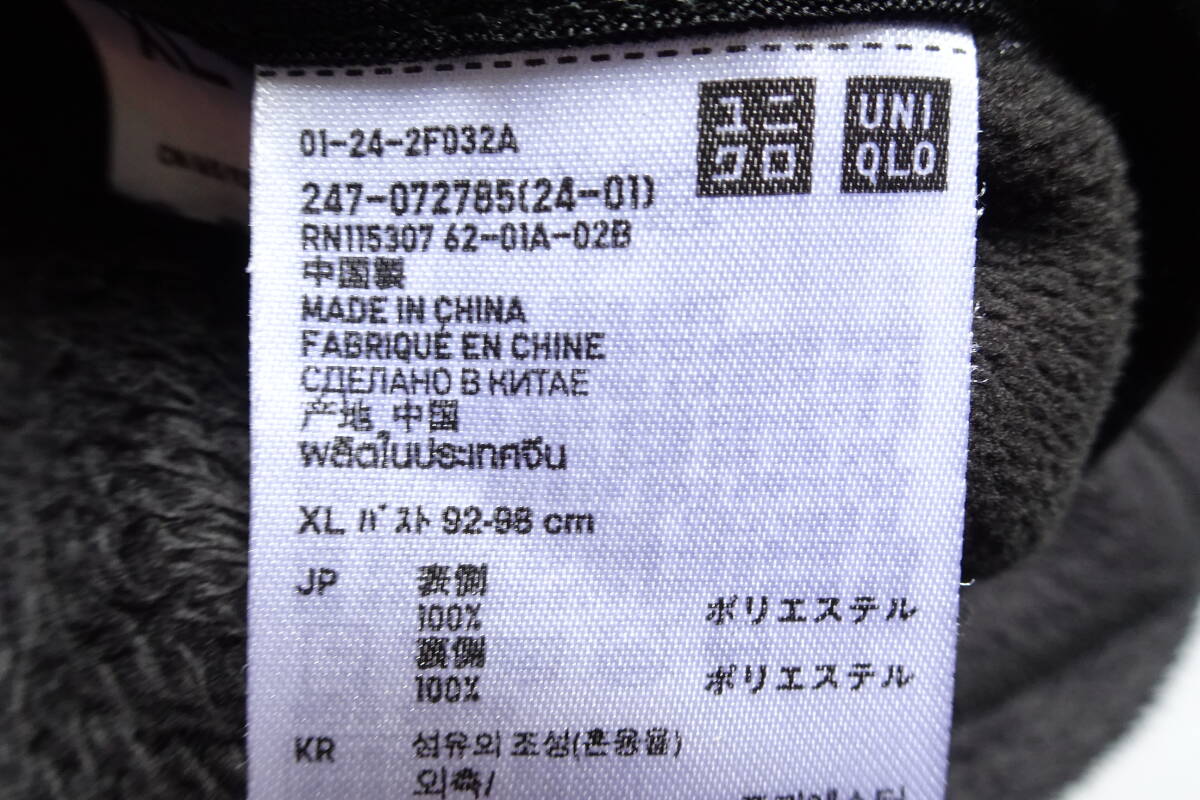 ユニ
クロ
UNI
QLO
01-24-2F032A
247-072785(24-01)
RN115307 62-01A-02B
中国製
MADE IN CHINA
FABRIQUÉ EN CHINE
СДЕЛАНО В КИТАЕ
产地 中国
ผลิตในประเทศจีน
XL バスト 92-98 cm
JP 表側
100% ポリエステル
裏側
100% ポリエステル
KR 섬유의 조성(혼용율)
외측/